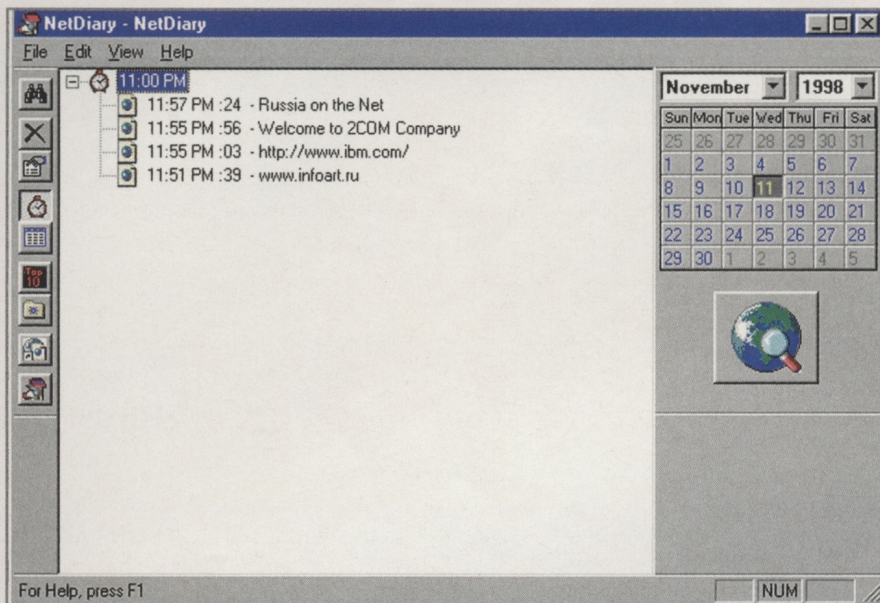 NetDiary - NetDiary
File Edit View Help
11:00 PM
11:57 PM :24 - Russia on the Net
11:55 PM :56 - Welcome to 2COM Company
11:55 PM :03 - http://www.ibm.com/
11:51 PM :39 - www.infoart.ru
Top
10
November 1998
Sun Mon Tue Wed Thu Fri Sat
25 26 27 28 29 30 31
1 2 3 4 5 6 7
8 9 10 11 12 13 14
15 16 17 18 19 20 21
22 23 24 25 26 27 28
29 30 1 2 3 4 5
For Help, press F1
NUM